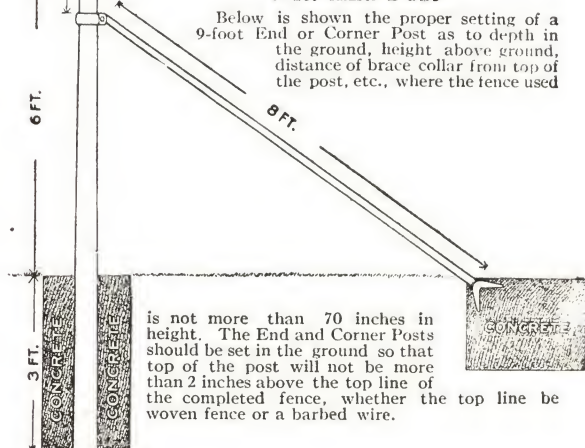 Below is shown the proper setting of a
9-foot End or Corner Post as to depth in
the ground, height above ground,
distance of brace collar from top of
the post, etc., where the fence used
6 FT.
8 FT.
CONCRETE
CONCRETE
CONCRETE
3 FT.
is not more than 70 inches in
height. The End and Corner Posts
should be set in the ground so that
top of the post will not be more
than 2 inches above the top line of
the completed fence, whether the top line be
woven fence or a barbed wire.